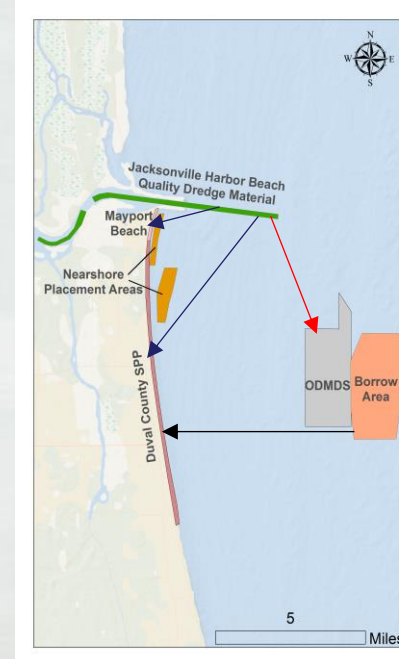 N
W E
S
Jacksonville Harbor Beach
Quality Dredge Material
Mayport
Beach
Nearshore
Placement Areas
ODMDS
Borrow
Area
Duval County SPP
5
Miles